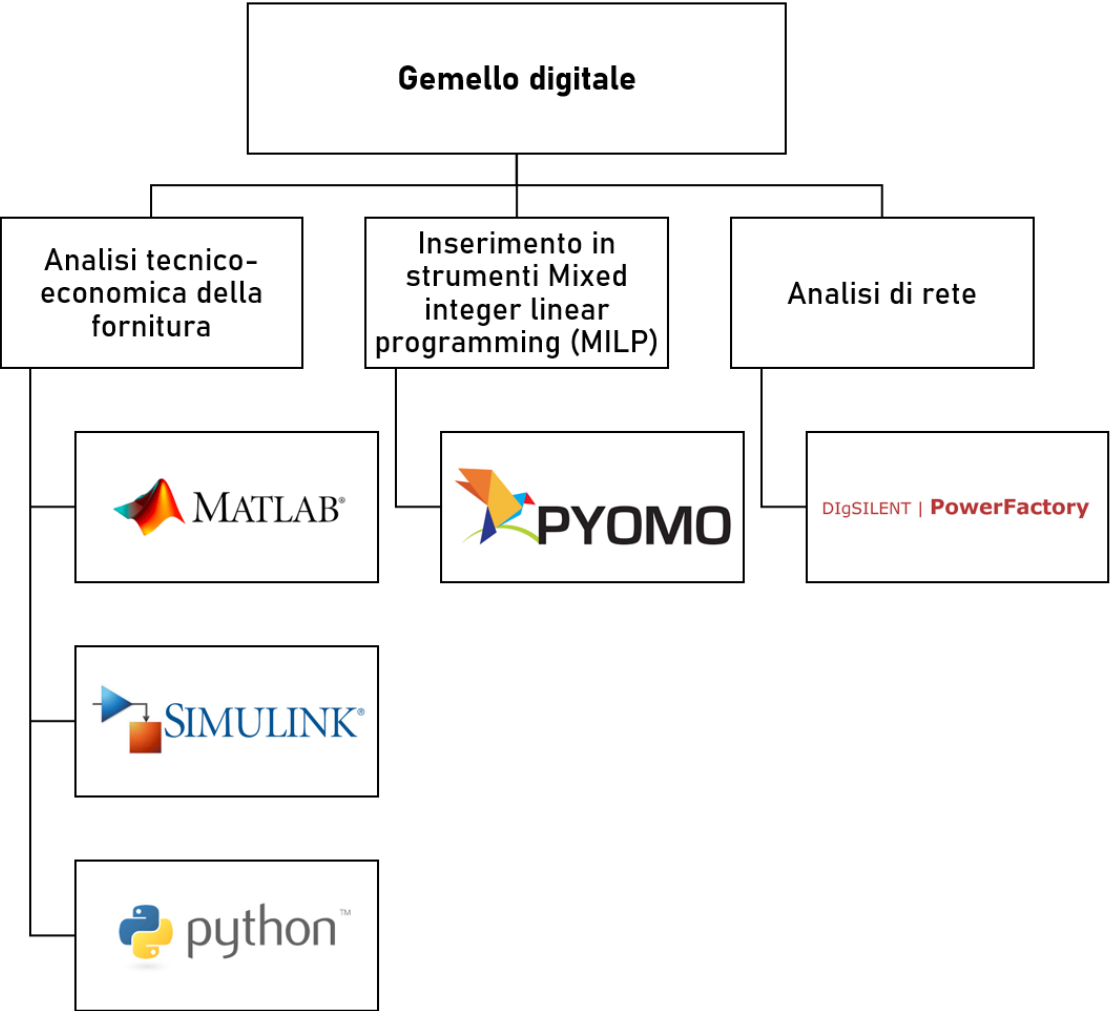 Gemello digitale
Analisi tecnico-
economica della
fornitura
Inserimento in
strumenti Mixed
integer linear
programming (MILP)
Analisi di rete
MATLAB®
PYOMO
DIgSILENT | PowerFactory
SIMULINK®
python™